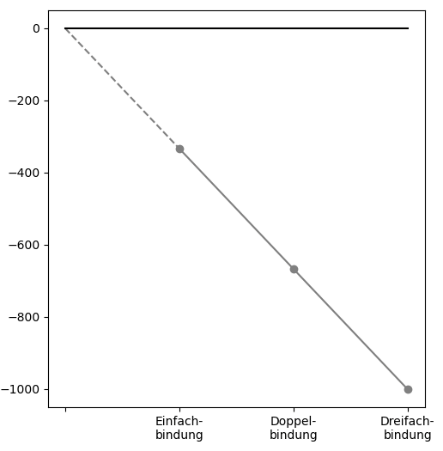 0
−200
−400
−600
−800
−1000
Einfach-
bindung
Doppel-
bindung
Dreifach-
bindung